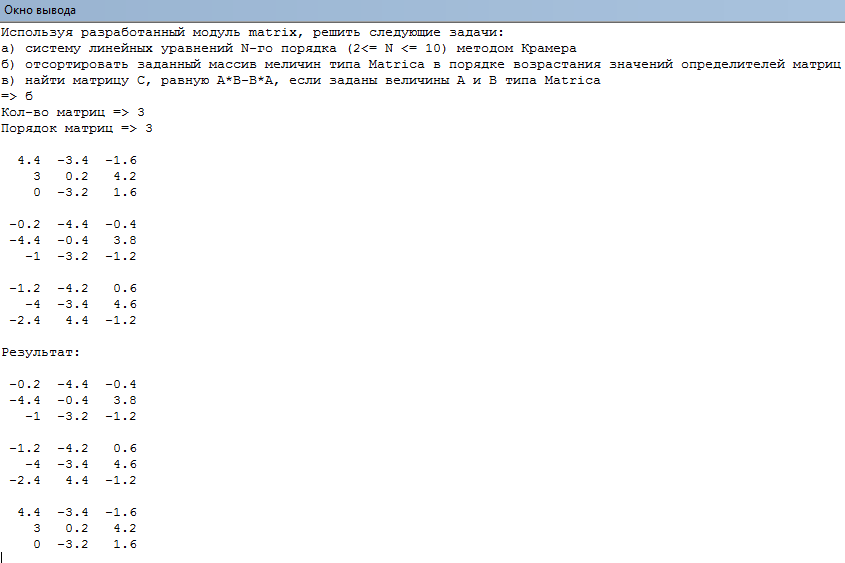 Окно вывода
Используя разработанный модуль matrix, решить следующие задачи:
а) систему линейных уравнений N-го порядка (2<= N <= 10) методом Крамера
б) отсортировать заданный массив меличин типа Matrica в порядке возрастания значений определителей матриц
в) найти матрицу С, равную A*B-B*A, если заданы величины A и B типа Matrica
=> б
Кол-во матриц => 3
Порядок матриц => 3
4.4 -3.4 -1.6
3 0.2 4.2
0 -3.2 1.6
-0.2 -4.4 -0.4
-4.4 -0.4 3.8
-1 -3.2 -1.2
-1.2 -4.2 0.6
-4 -3.4 4.6
-2.4 4.4 -1.2
Результат:
-0.2 -4.4 -0.4
-4.4 -0.4 3.8
-1 -3.2 -1.2
-1.2 -4.2 0.6
-4 -3.4 4.6
-2.4 4.4 -1.2
4.4 -3.4 -1.6
3 0.2 4.2
0 -3.2 1.6